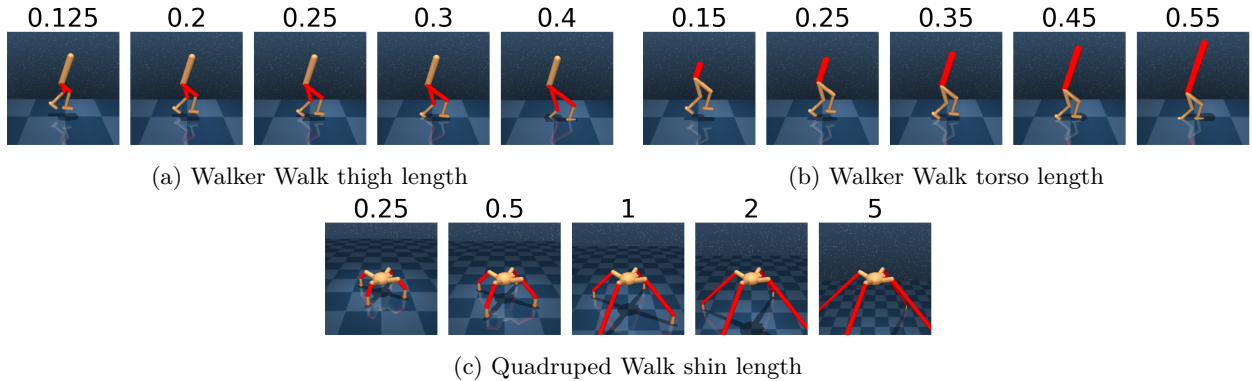 0.125 0.2 0.25 0.3 0.4
(a) Walker Walk thigh length
0.15 0.25 0.35 0.45 0.55
(b) Walker Walk torso length
0.25 0.5 1 2 5
(c) Quadruped Walk shin length